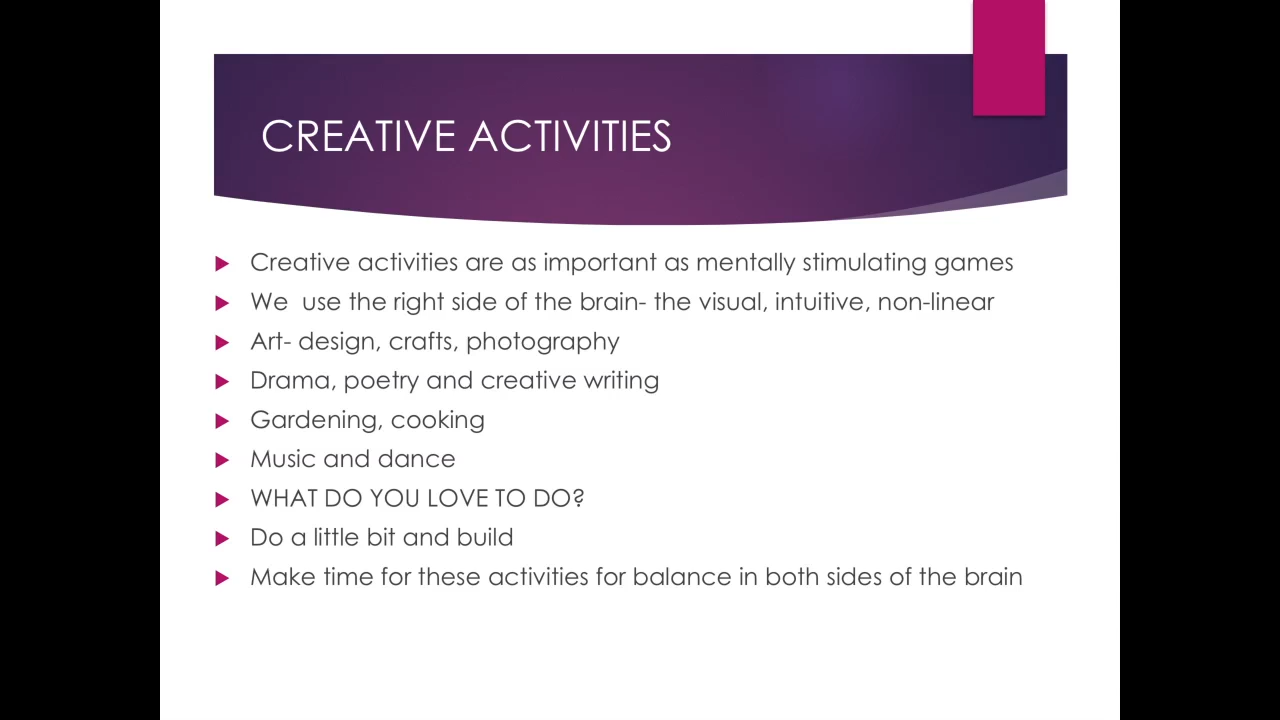 CREATIVE ACTIVITIES
Creative activities are as important as mentally stimulating games
We  use the right side of the brain- the visual, intuitive, non-linear
Art- design, crafts, photography
Drama, poetry and creative writing
Gardening, cooking
Music and dance
WHAT DO YOU LOVE TO DO?
Do a little bit and build
Make time for these activities for balance in both sides of the brain